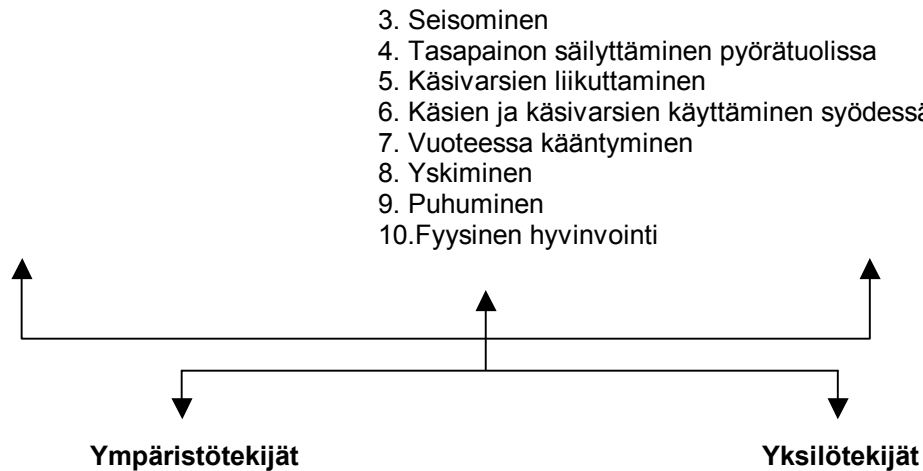 3. Seisominen
4. Tasapainon säilyttäminen pyörätuolissa
5. Käsivarsien liikuttaminen
6. Käsien ja käsivarsien käyttäminen syödessä
7. Vuoteessa kääntyminen
8. Yskiminen
9. Puhuminen
10.Fyysinen hyvinvointi
Ympäristötekijät Yksilötekijät